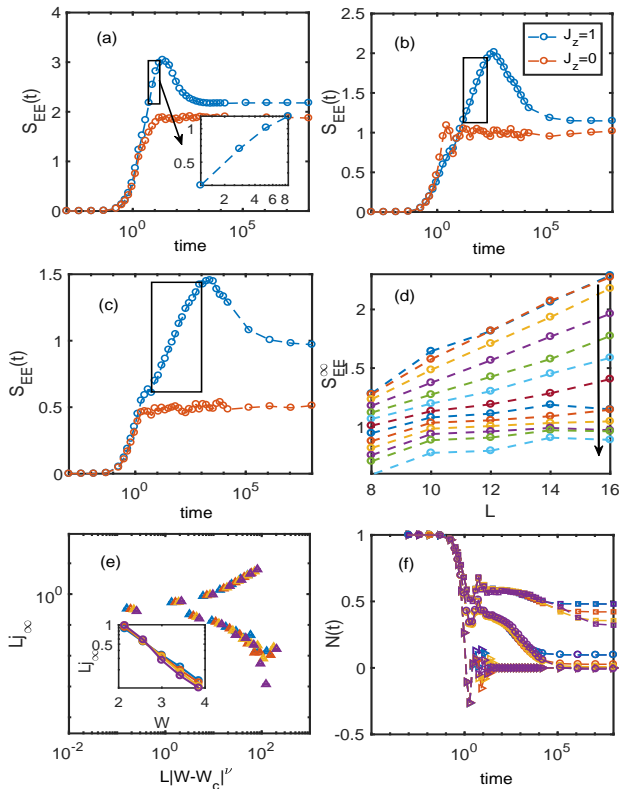 (a)
S_EE(t)
5
4
3
2
1
0
1
0.5
2 4 6 8
10^0 10^5
time
(b)
J_z=1
J_z=0
S_EE(t)
2.5
2
1.5
1
0.5
0
10^0 10^5
time
(c)
S_EE(t)
1.5
1
0.5
0
10^0 10^5
time
(d)
S_EE^∞
2
1.5
1
8 10 12 14 16
L
(e)
Lj_∞
10^0
Lj_∞
1
0.5
2 3 4
W
10^-2 10^0 10^2 10^4
L|W-W_c|^ν
(f)
N(t)
1
0.5
0
-0.5
10^0 10^5
time